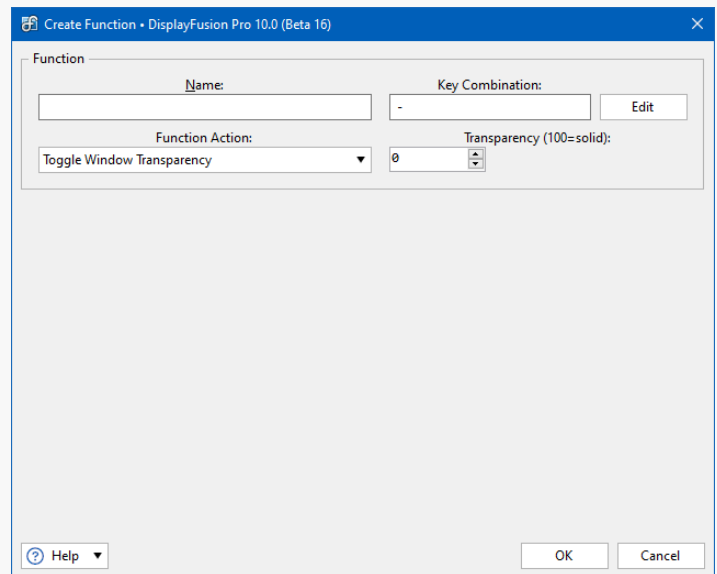 Create Function • DisplayFusion Pro 10.0 (Beta 16)
Function
Name:
Key Combination:
-
Edit
Function Action:
Transparency (100=solid):
Toggle Window Transparency
0
Help
OK
Cancel